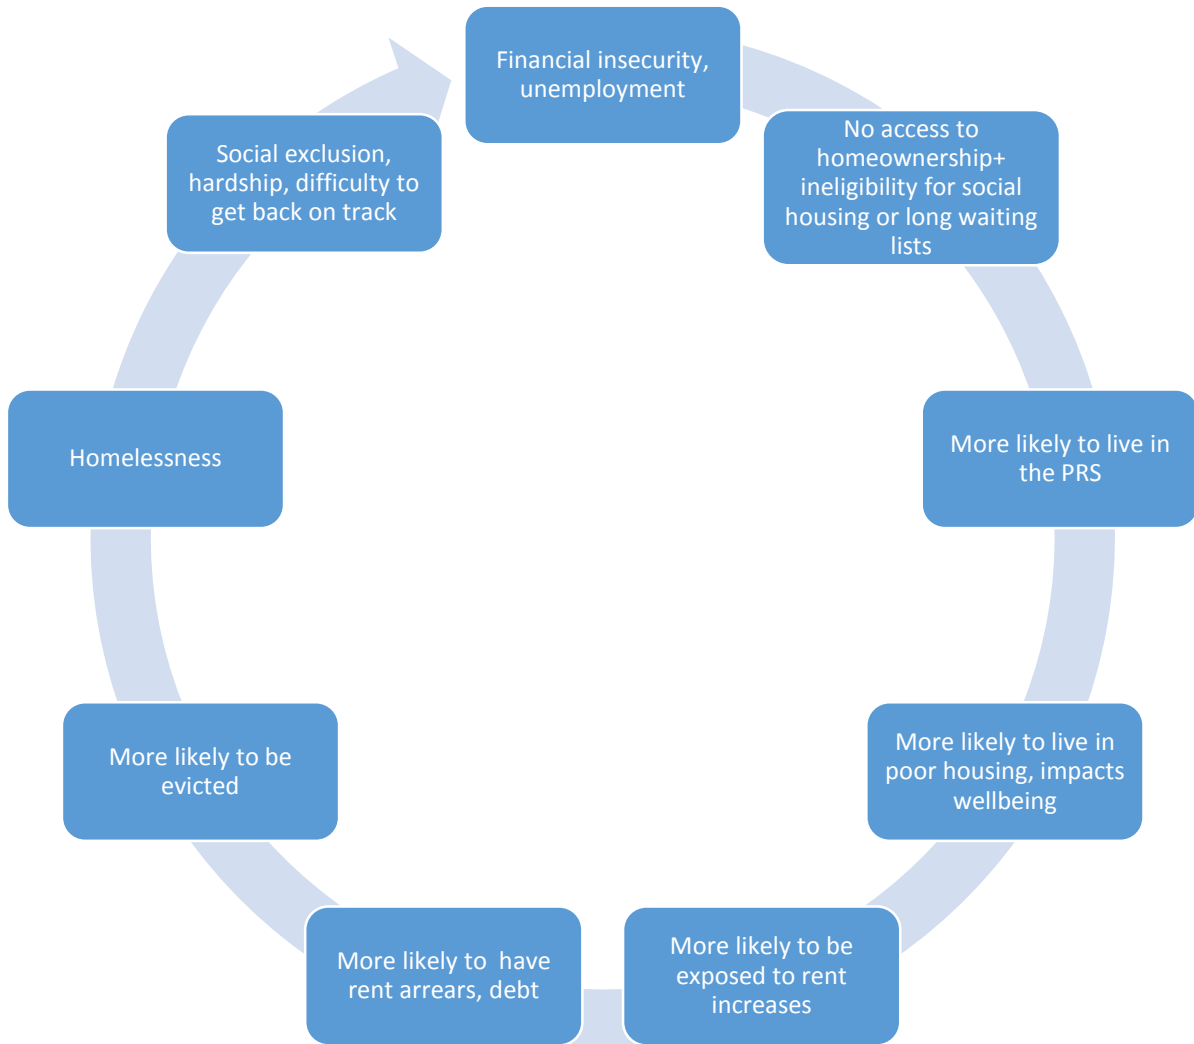 Financial insecurity,
unemployment
No access to
homeownership+
ineligibility for social
housing or long waiting
lists
More likely to live in
the PRS
More likely to live in
poor housing, impacts
wellbeing
More likely to be
exposed to rent
increases
More likely to  have
rent arrears, debt
More likely to be
evicted
Homelessness
Social exclusion,
hardship, difficulty to
get back on track